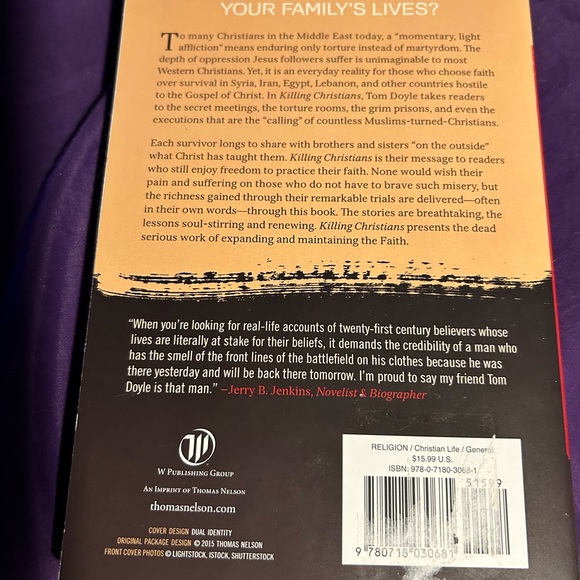 YOUR FAMILY'S LIVES?
To many Christians in the Middle East today, a "momentary, light
affliction" means enduring only torture instead of martyrdom. The
depth of oppression Jesus followers suffer is unimaginable to most
Western Christians. Yet, it is an everyday reality for those who choose faith
over survival in Syria, Iran, Egypt, Lebanon, and other countries hostile
to the Gospel of Christ. In Killing Christians, Tom Doyle takes readers
to the secret meetings, the torture rooms, the grim prisons, and even the
executions that are the "calling" of countless Muslims-turned-Christians.
Each survivor longs to share with brothers and sisters "on the outside"
what Christ has taught them. Killing Christians is their message to readers
who still enjoy freedom to practice their faith. None would wish their
pain and suffering on those who do not have to brave such misery, but
the richness gained through their remarkable trials are delivered—often
in their own words—through this book. The stories are breathtaking, the
lessons soul-stirring and renewing. Killing Christians presents the dead
serious work of expanding and maintaining the Faith.
"When you're looking for real-life accounts of twenty-first century believers whose
lives are literally at stake for their beliefs, it demands the credibility of a man who
has the smell of the front lines of the battlefield on his clothes because he was
there yesterday and will be back there tomorrow. I'm proud to say my friend Tom
Doyle is that man." –Jerry B. Jenkins, Novelist & Biographer
W
W Publishing Group
An Imprint of Thomas Nelson
thomasnelson.com
COVER DESIGN DUAL IDENTITY
ORIGINAL PACKAGE DESIGN © 2015 THOMAS NELSON
FRONT COVER PHOTOS © LIGHTSTOCK, ISTOCK, SHUTTERSTOCK
RELIGION / Christian Life / General
$15.99 U.S.
ISBN: 978-0-7180-3068-1
51599
9 780718 030681